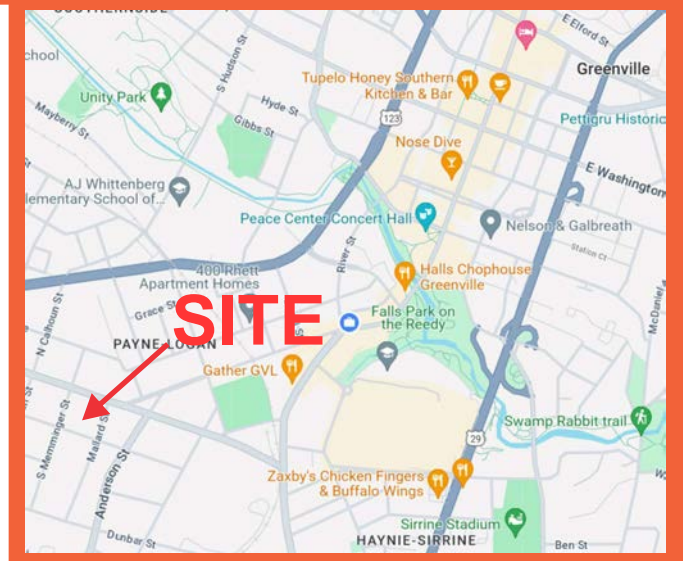 SOUTHERNSIDE
E Elford St
chool
S Hudson St
Greenville
Tupelo Honey Southern
Kitchen & Bar
Unity Park
Hyde St
Mayberry St
Gibbs St
123
Pettigru Historic
Nose Dive
E Washington
AJ Whittenberg
lementary School of...
Peace Center Concert Hall
Nelson & Galbreath
Station Ct
River St
400 Rhett
Apartment Homes
Halls Chophouse
Greenville
McDaniel
N Calhoun St
Grace St
SITE
Falls Park on
the Reedy
PAYNE-LOGAN
Gather GVL
S Memminger St
Mallard St
Anderson St
Swamp Rabbit trail
29
Zaxby's Chicken Fingers
& Buffalo Wings
Sirrine Stadium
Dunbar St
HAYNIE-SIRRINE
Ben St